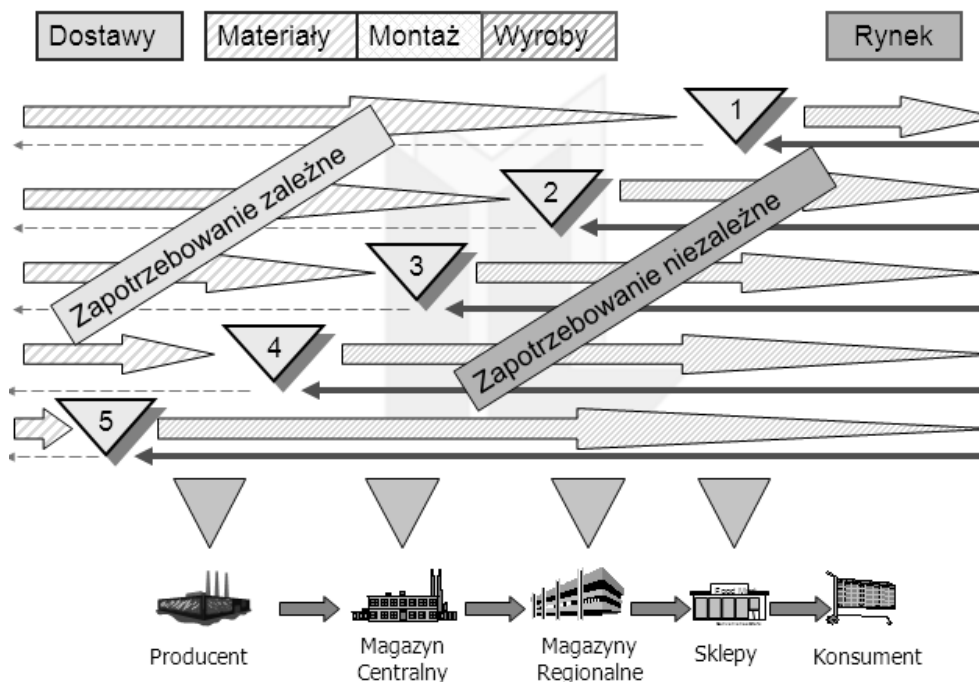 Dostawy
Materiały
Montaż
Wyroby
Rynek
1
2
3
4
5
Zapotrzebowanie zależne
Zapotrzebowanie niezależne
Producent
Magazyn
Centralny
Magazyny
Regionalne
Sklepy
Konsument